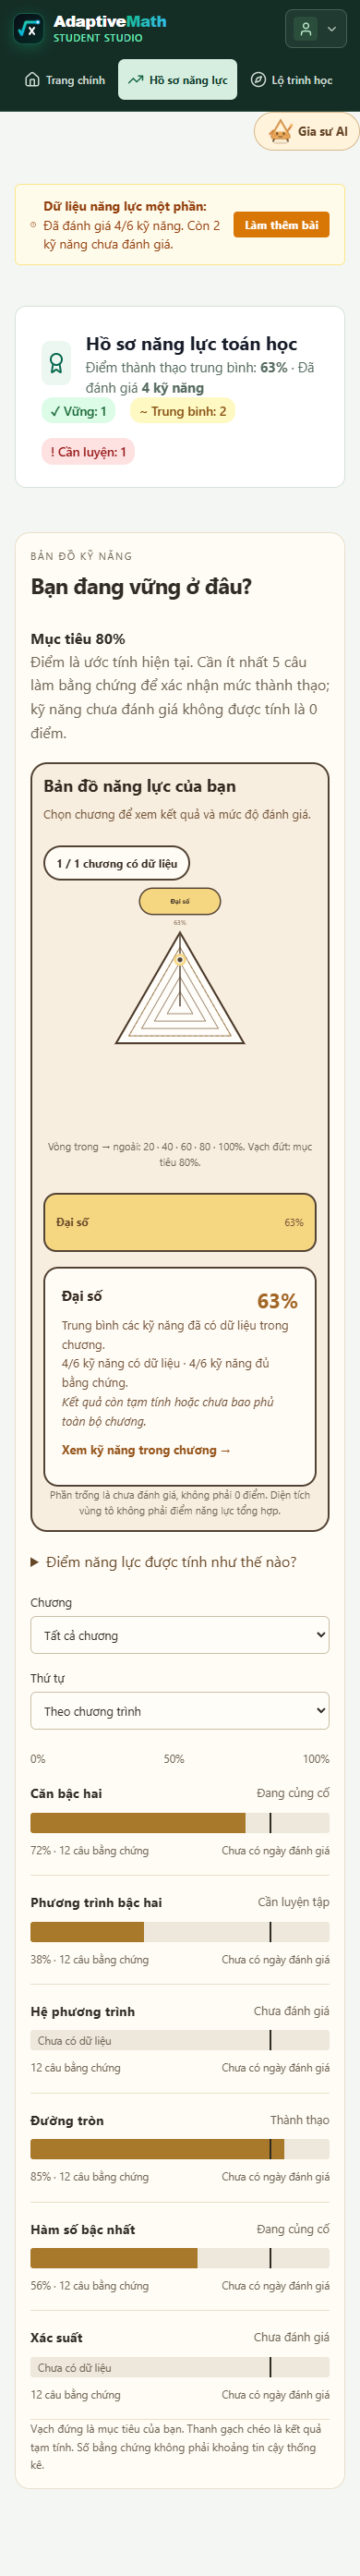 AdaptiveMath
STUDENT STUDIO
Trang chính
Hồ sơ năng lực
Lộ trình học
Gia sư AI
Dữ liệu năng lực một phần:
Đã đánh giá 4/6 kỹ năng. Còn 2
kỹ năng chưa đánh giá.
Làm thêm bài
Hồ sơ năng lực toán học
Điểm thành thạo trung bình: 63% · Đã
đánh giá 4 kỹ năng
✓ Vững: 1
~ Trung bình: 2
! Cần luyện: 1
BẢN ĐỒ KỸ NĂNG
Bạn đang vững ở đâu?
Mục tiêu 80%
Điểm là ước tính hiện tại. Cần ít nhất 5 câu
làm bằng chứng để xác nhận mức thành thạo;
kỹ năng chưa đánh giá không được tính là 0
điểm.
Bản đồ năng lực của bạn
Chọn chương để xem kết quả và mức độ đánh giá.
1 / 1 chương có dữ liệu
Đại số
63%
Vòng trong → ngoài: 20 · 40 · 60 · 80 · 100%. Vạch đứt: mục
tiêu 80%.
Đại số
63%
Đại số
63%
Trung bình các kỹ năng đã có dữ liệu trong
chương.
4/6 kỹ năng có dữ liệu · 4/6 kỹ năng đủ
bằng chứng.
Kết quả còn tạm tính hoặc chưa bao phủ
toàn bộ chương.
Xem kỹ năng trong chương →
Phần trống là chưa đánh giá, không phải 0 điểm. Diện tích
vùng tô không phải điểm năng lực tổng hợp.
▶ Điểm năng lực được tính như thế nào?
Chương
Tất cả chương
Thứ tự
Theo chương trình
0%
50%
100%
Căn bậc hai
Đang củng cố
72% · 12 câu bằng chứng
Chưa có ngày đánh giá
Phương trình bậc hai
Cần luyện tập
38% · 12 câu bằng chứng
Chưa có ngày đánh giá
Hệ phương trình
Chưa đánh giá
Chưa có dữ liệu
12 câu bằng chứng
Chưa có ngày đánh giá
Đường tròn
Thành thạo
85% · 12 câu bằng chứng
Chưa có ngày đánh giá
Hàm số bậc nhất
Đang củng cố
56% · 12 câu bằng chứng
Chưa có ngày đánh giá
Xác suất
Chưa đánh giá
Chưa có dữ liệu
12 câu bằng chứng
Chưa có ngày đánh giá
Vạch đứng là mục tiêu của bạn. Thanh gạch chéo là kết quả
tạm tính. Số bằng chứng không phải khoảng tin cậy thống
kê.